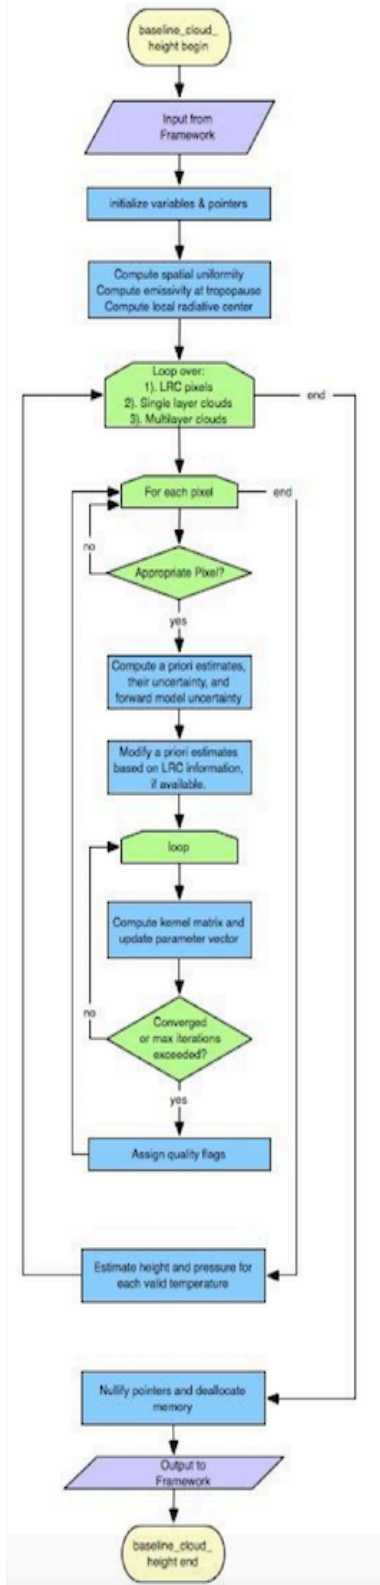 baseline_cloud_
height begin
Input from
Framework
initialize variables & pointers
Compute spatial uniformity
Compute emissivity at tropopause
Compute local radiative center
Loop over:
1). LRC pixels
2). Single layer clouds
3). Multilayer clouds
end
For each pixel
end
no
Appropriate Pixel?
yes
Compute a priori estimates,
their uncertainty, and
forward model uncertainty
Modify a priori estimates
based on LRC information,
if available.
loop
Compute kernel matrix and
update parameter vector
no
Converged
or max iterations
exceeded?
yes
Assign quality flags
Estimate height and pressure for
each valid temperature
Nullify pointers and deallocate
memory
Output to
Framework
baseline_cloud_
height end